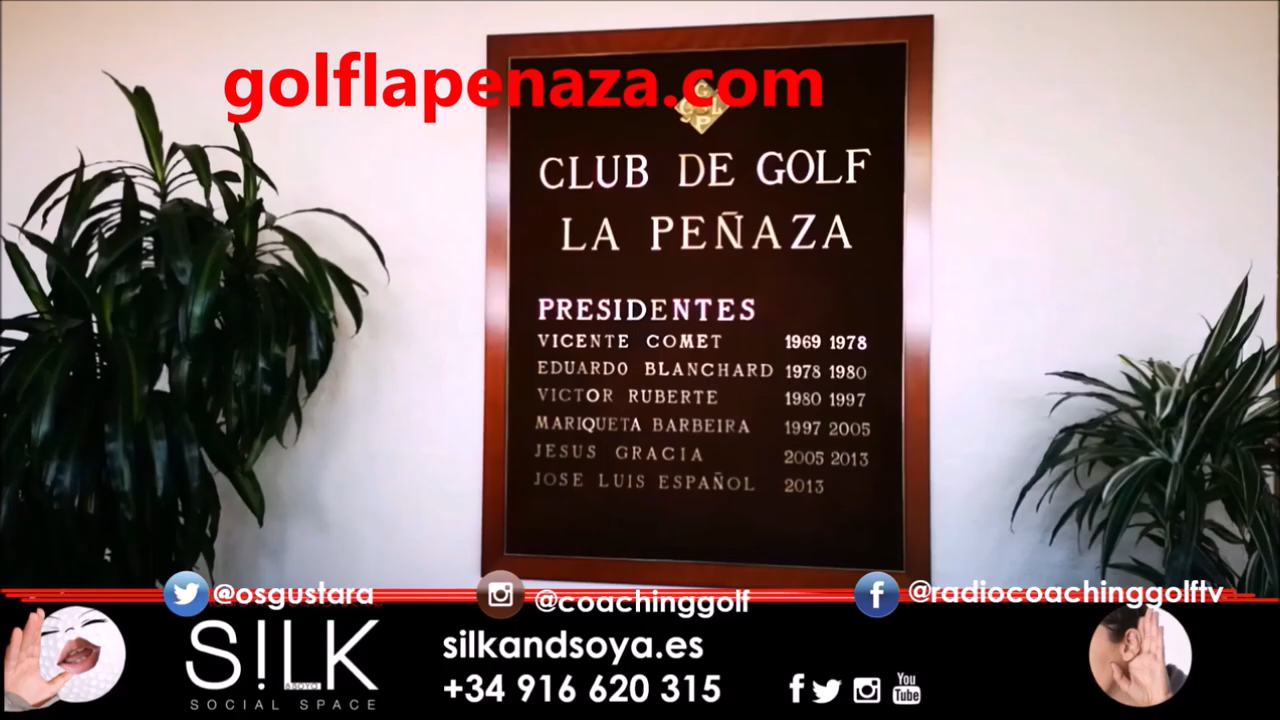 golflapenaza.com
CLUB DE GOLF
LA PEÑAZA
PRESIDENTES
VICENTE COMET 1969 1978
EDUARDO BLANCHARD 1978 1980
VICTOR RUBERTE 1980 1997
MARIQUETA BARBEIRA 1997 2005
JESUS GRACIA 2005 2013
JOSE LUIS ESPAÑOL 2013
@osgustara
@coachinggolf
@radiocoachinggolftv
S!LK
SOCIAL SPACE
silkandsoya.es
+34 916 620 315
You
Tube